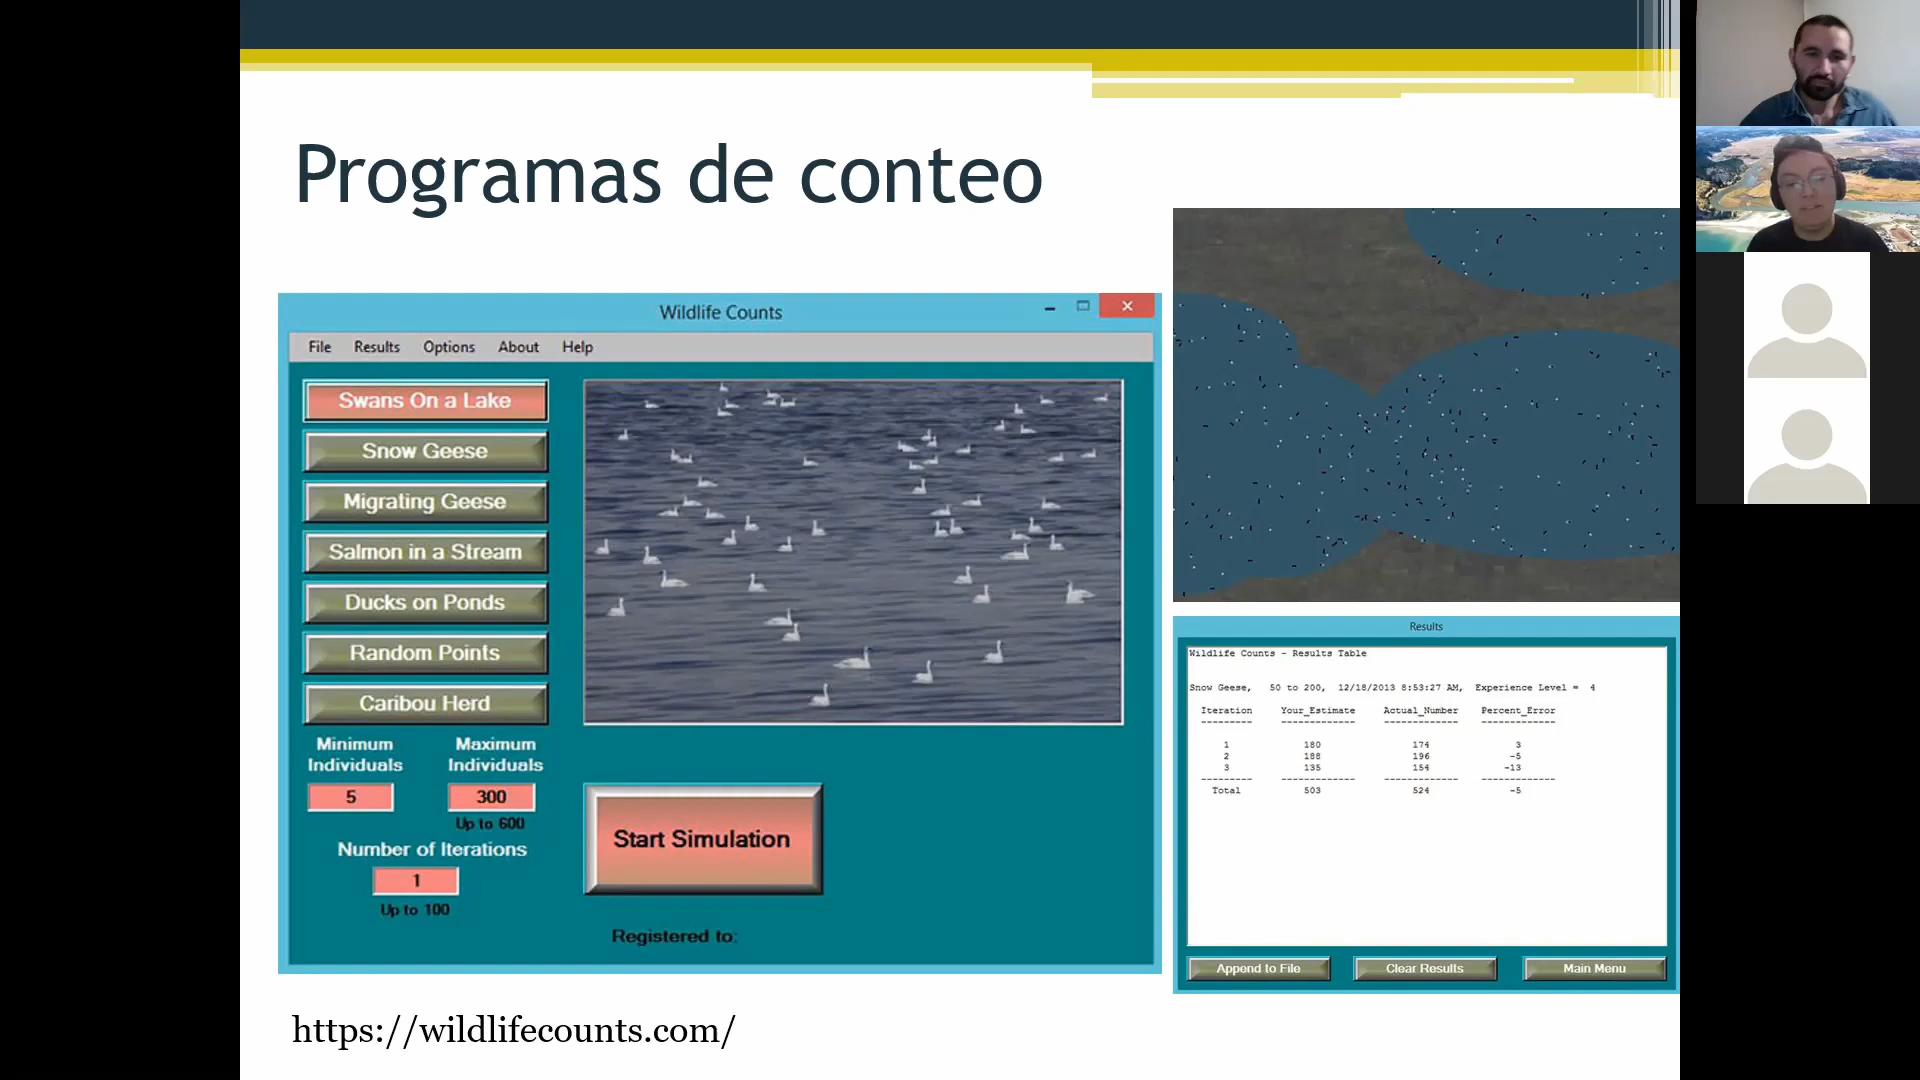 Programas de conteo
Wildlife Counts
File Results Options About Help
Swans On a Lake
Snow Geese
Migrating Geese
Salmon in a Stream
Ducks on Ponds
Random Points
Caribou Herd
Minimum Individuals
Maximum Individuals
5
300
Up to 600
Number of Iterations
1
Up to 100
Start Simulation
Registered to:
Results
Wildlife Counts - Results Table
Snow Geese, 50 to 200, 12/18/2013 8:53:27 AM, Experience Level = 4
Iteration Your_Estimate Actual_Number Percent_Error
--------- ------------- ------------- -------------
1 180 174 3
2 188 196 -5
3 135 154 -13
--------- ------------- ------------- -------------
Total 503 524 -5
Append to File
Clear Results
Main Menu
https://wildlifecounts.com/